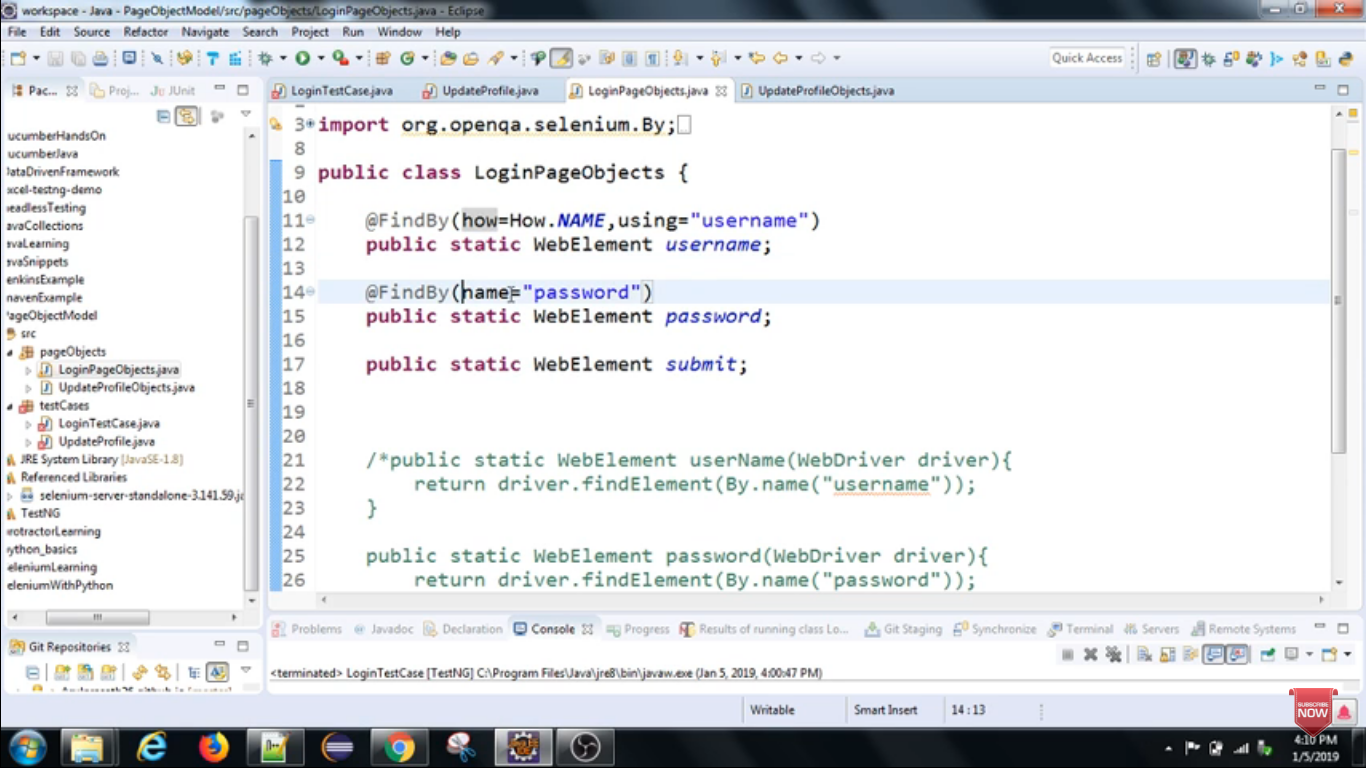 workspace - Java - PageObjectModel/src/pageObjects/LoginPageObjects.java - Eclipse
File Edit Source Refactor Navigate Search Project Run Window Help
Quick Access
Pac... Proj... JUnit
LoginTestCase.java UpdateProfile.java LoginPageObjects.java UpdateProfileObjects.java
ucumberHandsOn
ucumberJava
DataDrivenFramework
xcel-testng-demo
eadlessTesting
avaCollections
avaLearning
avaSnippets
enkinsExample
navenExample
PageObjectModel
src
pageObjects
LoginPageObjects.java
UpdateProfileObjects.java
testCases
LoginTestCase.java
UpdateProfile.java
JRE System Library [JavaSE-1.8]
Referenced Libraries
selenium-server-standalone-3.141.59.ja
TestNG
rotractorLearning
ython_basics
eleniumLearning
eleniumWithPython
3 import org.openqa.selenium.By;
8
9 public class LoginPageObjects {
10
11 @FindBy(how=How.NAME,using="username")
12 public static WebElement username;
13
14 @FindBy(name="password")
15 public static WebElement password;
16
17 public static WebElement submit;
18
19
20
21 /*public static WebElement userName(WebDriver driver){
22 return driver.findElement(By.name("username"));
23 }
24
25 public static WebElement password(WebDriver driver){
26 return driver.findElement(By.name("password"));
Git Repositories
Problems Javadoc Declaration Console Progress Results of running class Lo... Git Staging Synchronize Terminal Servers Remote Systems
<terminated> LoginTestCase [TestNG] C:\Program Files\Java\jre8\bin\javaw.exe (Jan 5, 2019, 4:00:47 PM)
Writable Smart Insert 14:13
SUBSCRIBE
NOW
4:10 PM
1/5/2019